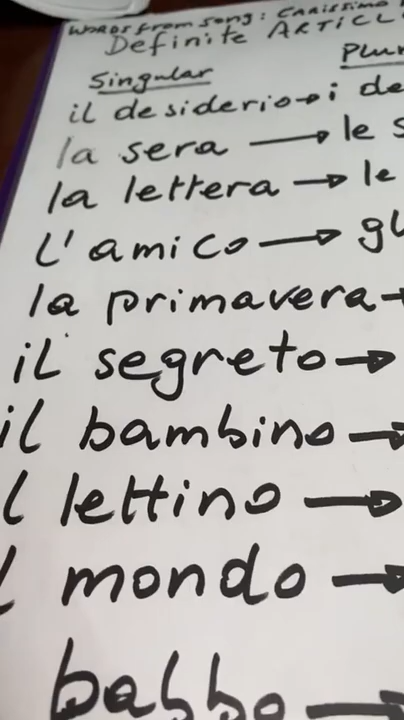 WORDS from song: CARISSIMO
Definite ARTICL
Singular Plur
il desiderio → i de
la sera → le s
la lettera → le
l'amico → gl
la primavera →
il segreto →
il bambino →
l lettino →
l mondo →
babbo →